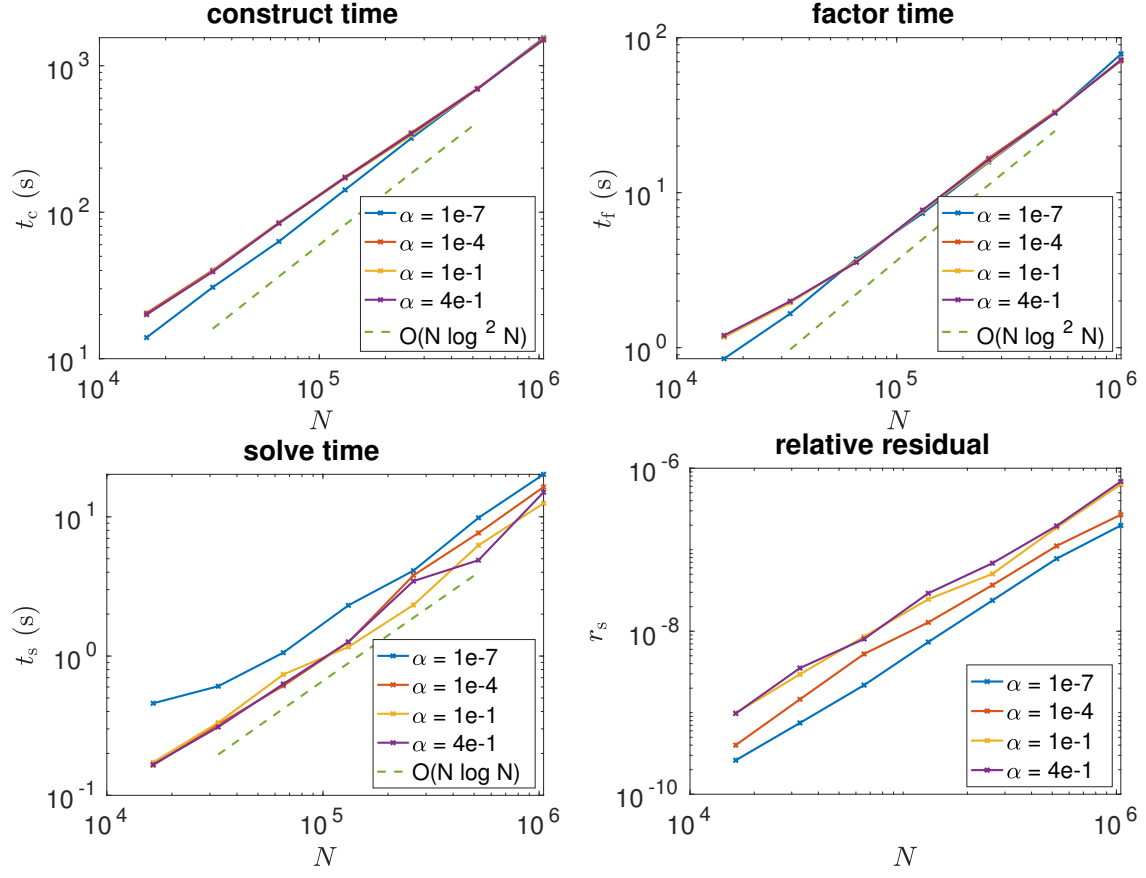 construct time
10^3
10^2
10^1
t_c (s)
α = 1e-7
α = 1e-4
α = 1e-1
α = 4e-1
O(N log ^2 N)
10^4
10^5
10^6
N
factor time
10^2
10^1
10^0
t_f (s)
α = 1e-7
α = 1e-4
α = 1e-1
α = 4e-1
O(N log ^2 N)
10^4
10^5
10^6
N
solve time
10^1
10^0
10^-1
t_s (s)
α = 1e-7
α = 1e-4
α = 1e-1
α = 4e-1
O(N log N)
10^4
10^5
10^6
N
relative residual
10^-6
10^-8
10^-10
r_s
α = 1e-7
α = 1e-4
α = 1e-1
α = 4e-1
10^4
10^6
N